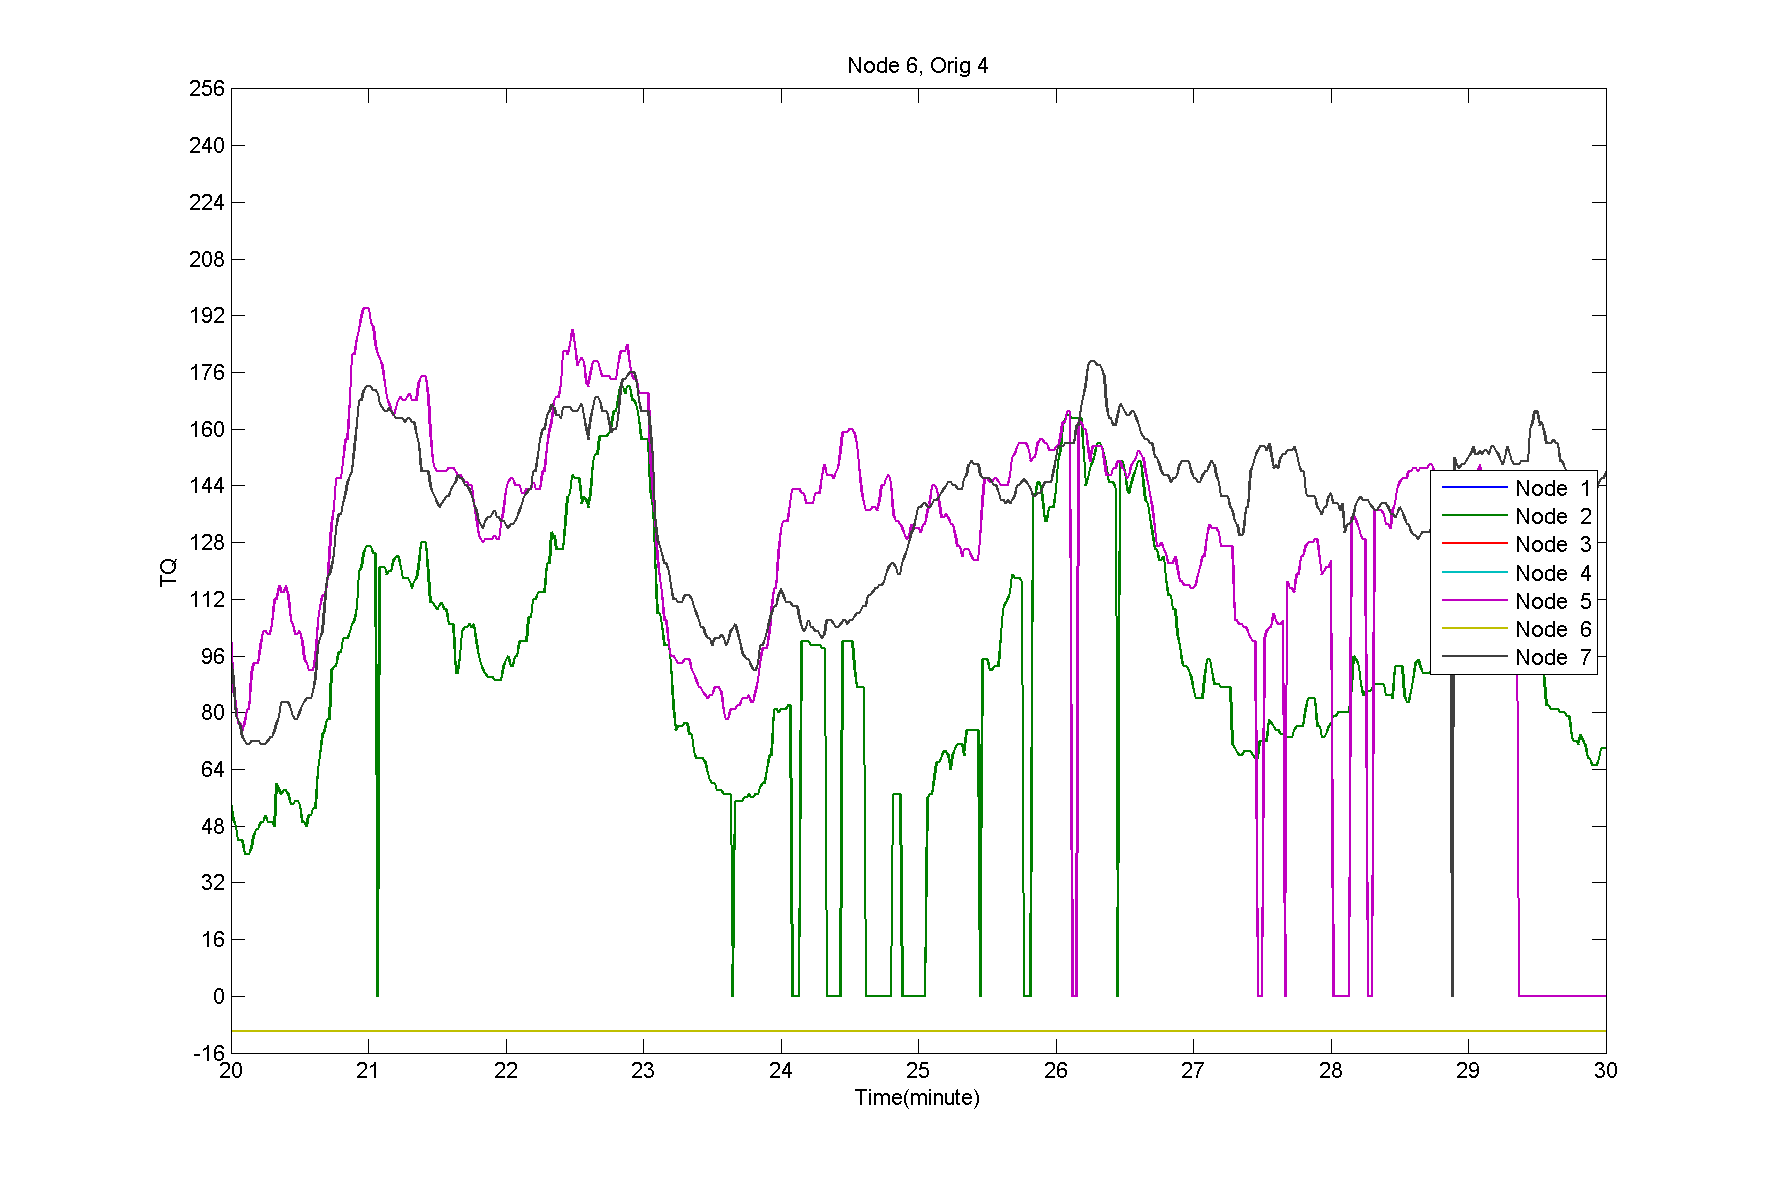 Node 6, Orig 4
256
240
224
208
192
176
160
144
128
112
96
80
64
48
32
16
0
-16
TQ
20 21 22 23 24 25 26 27 28 29 30
Time(minute)
Node 1
Node 2
Node 3
Node 4
Node 5
Node 6
Node 7